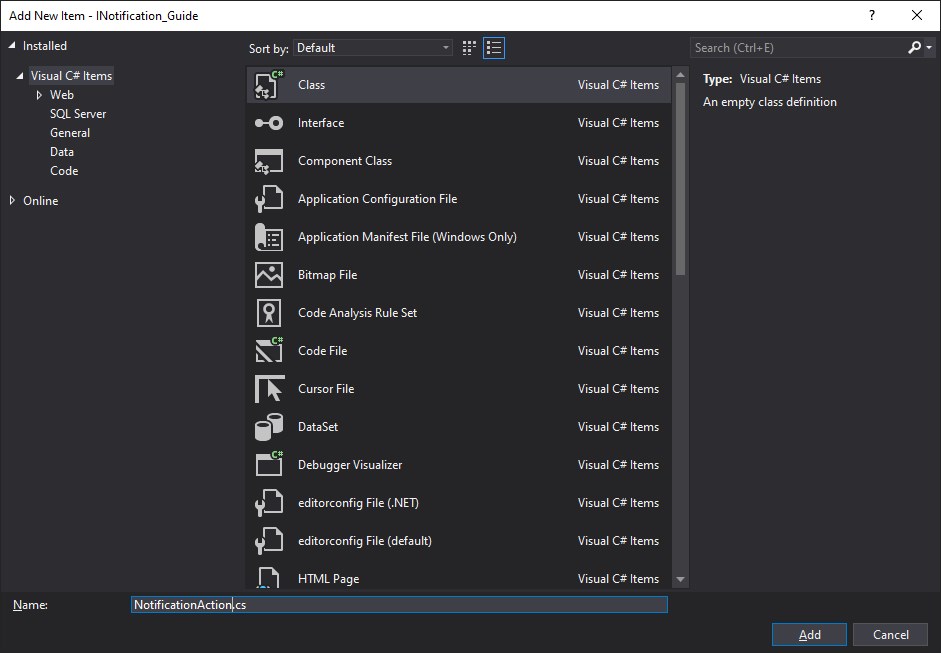 Add New Item - INotification_Guide
?
Installed
Visual C# Items
Web
SQL Server
General
Data
Code
Online
Sort by: Default
Class Visual C# Items
Interface Visual C# Items
Component Class Visual C# Items
Application Configuration File Visual C# Items
Application Manifest File (Windows Only) Visual C# Items
Bitmap File Visual C# Items
Code Analysis Rule Set Visual C# Items
C#
Code File Visual C# Items
Cursor File Visual C# Items
DataSet Visual C# Items
C#
Debugger Visualizer Visual C# Items
editorconfig File (.NET) Visual C# Items
editorconfig File (default) Visual C# Items
HTML Page Visual C# Items
Search (Ctrl+E)
Type: Visual C# Items
An empty class definition
Name: NotificationAction.cs
Add Cancel